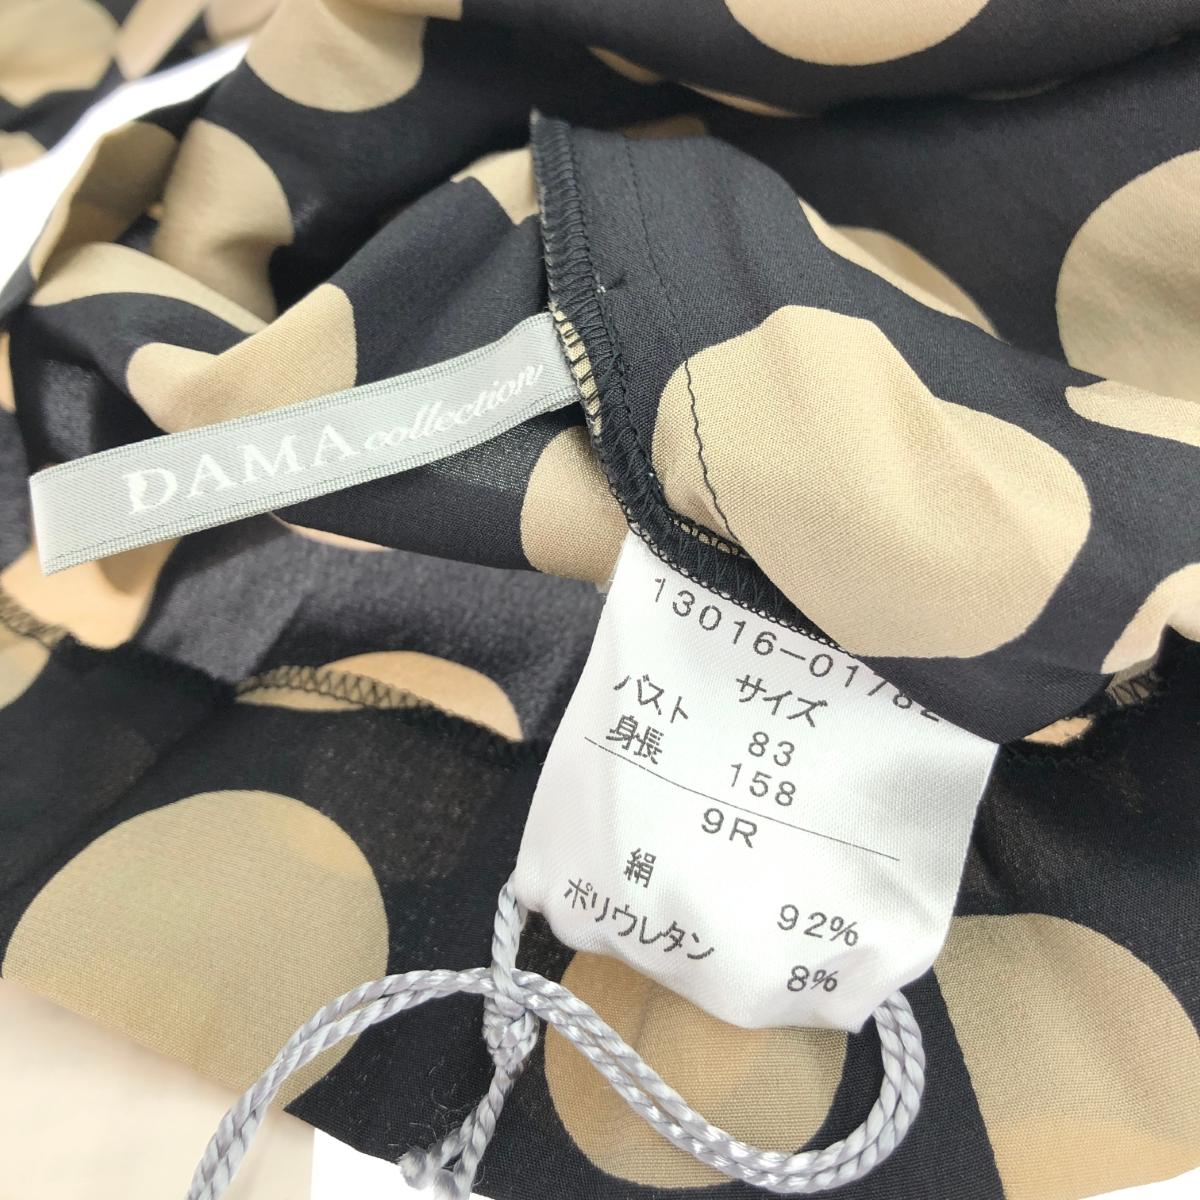 DAMA collection
13016-01782
サイズ
バスト 83
身長 158
9R
絹 92%
ポリウレタン 8%